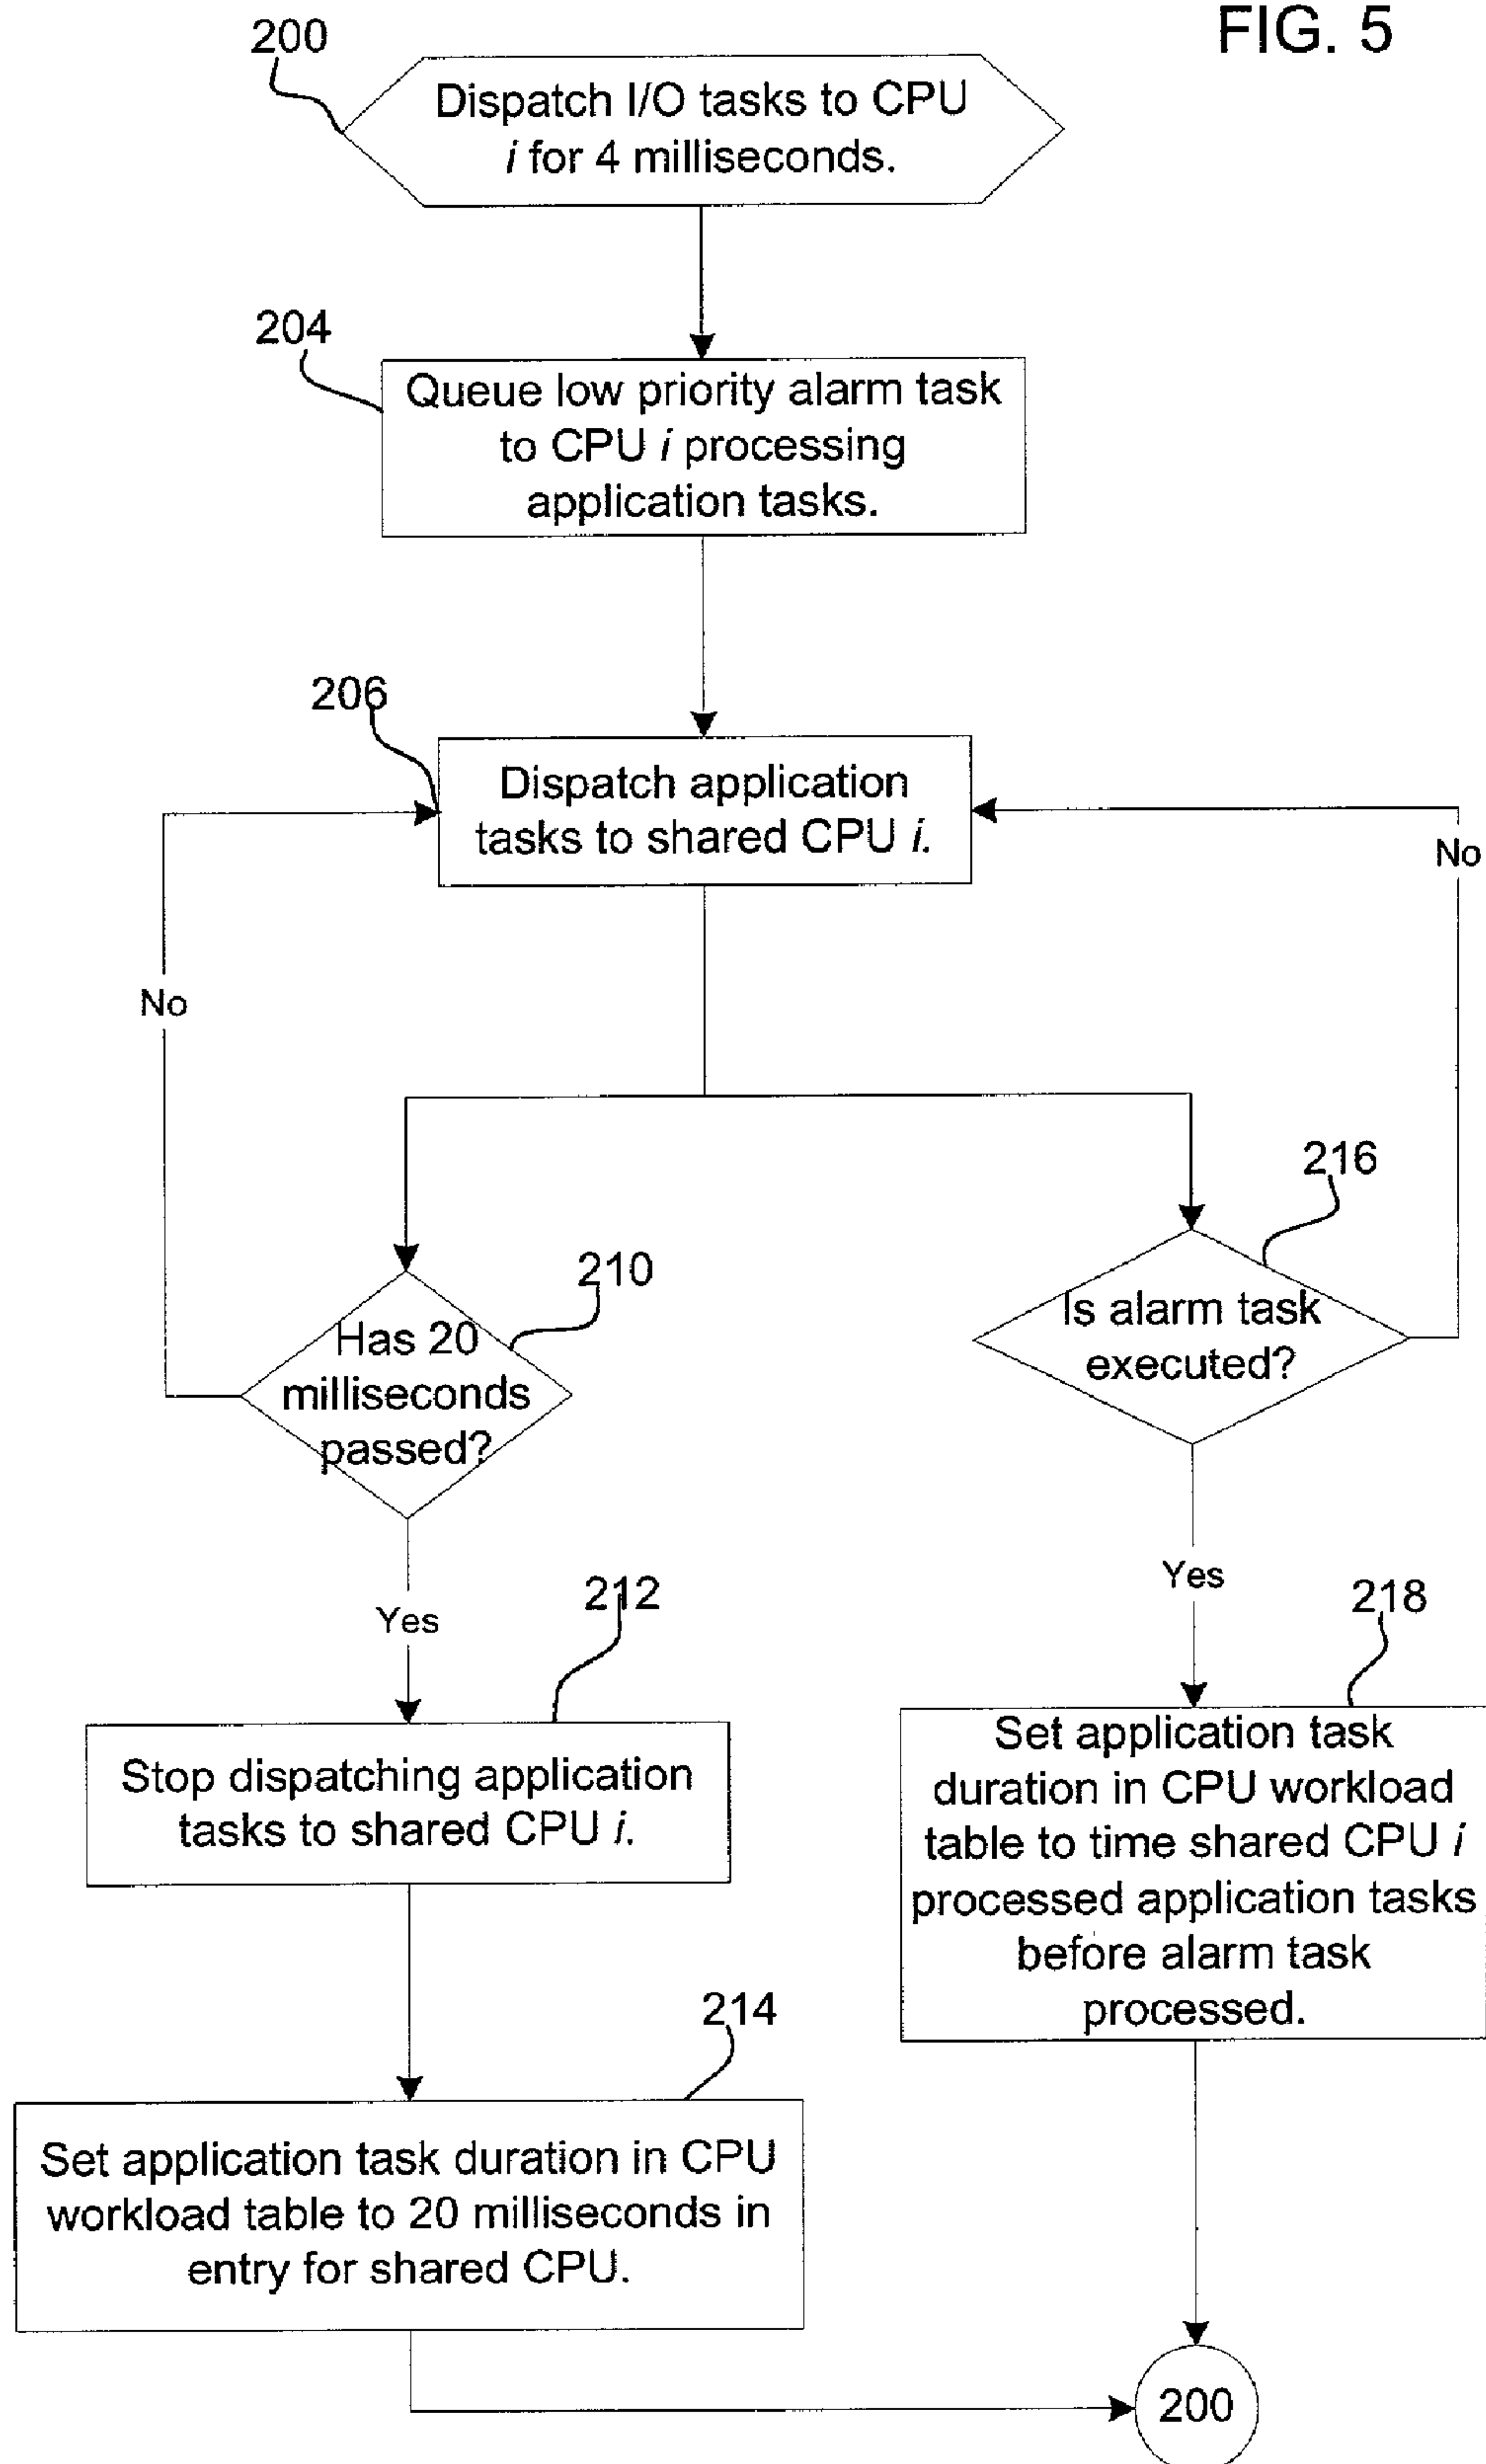 FIG. 5
200
Dispatch I/O tasks to CPU
i for 4 milliseconds.
204
Queue low priority alarm task
to CPU i processing
application tasks.
206
Dispatch application
tasks to shared CPU i.
No
No
216
Is alarm task
executed?
210
Has 20
milliseconds
passed?
Yes
Yes
212
Stop dispatching application
tasks to shared CPU i.
218
Set application task
duration in CPU workload
table to time shared CPU i
processed application tasks
before alarm task
processed.
214
Set application task duration in CPU
workload table to 20 milliseconds in
entry for shared CPU.
200